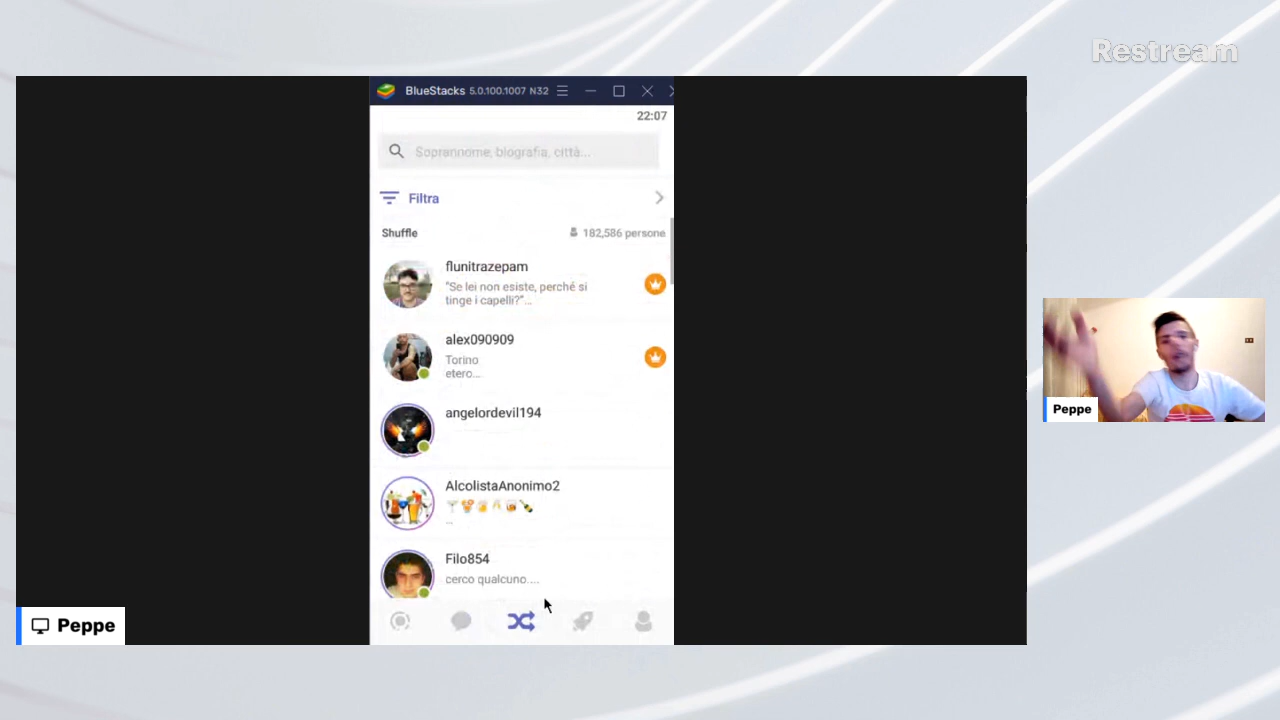 Restream
BlueStacks 5.0.100.1007 N32
22:07
Soprannome, biografia, città...
Filtra
Shuffle
182,586 persone
flunitrazepam
"Se lei non esiste, perché si
tinge i capelli?"...
alex090909
Torino
etero...
angelordevil194
AlcolistaAnonimo2
...
Filo854
cerco qualcuno....
Peppe
Peppe